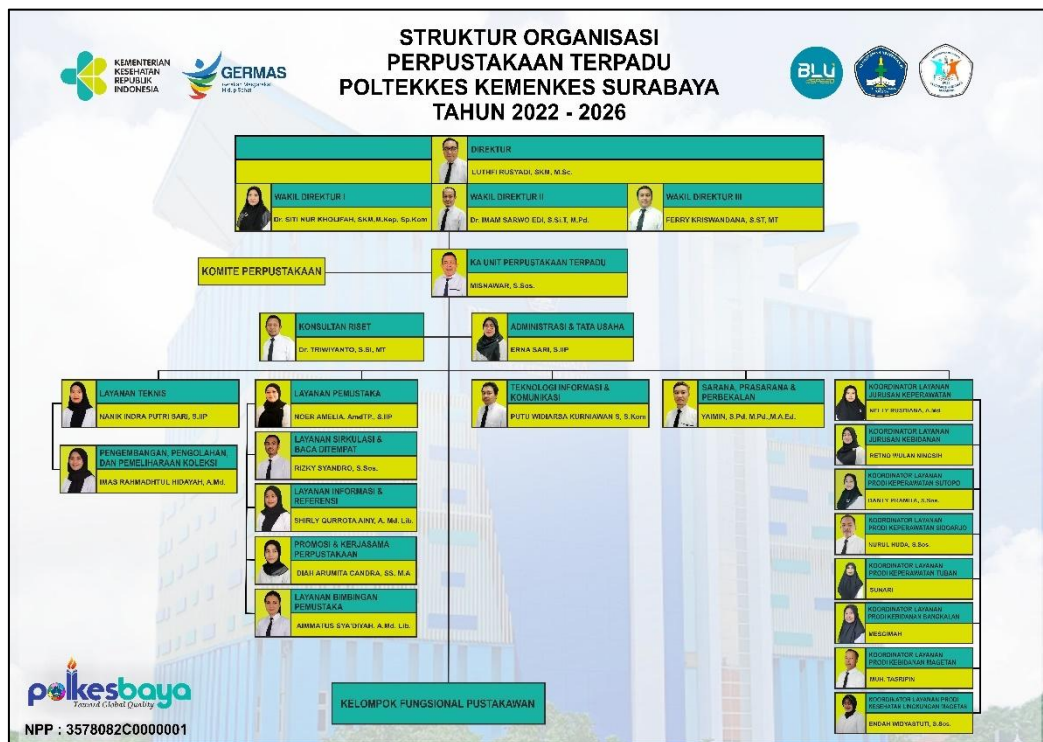 STRUKTUR ORGANISASI
PERPUSTAKAAN TERPADU
POLTEKKES KEMENKES SURABAYA
TAHUN 2022 - 2026
KEMENTERIAN
KESEHATAN
REPUBLIK
INDONESIA
GERMAS
BLU
DIREKTUR
LUTHFI RUSYADI, SKM, M.Sc.
WAKIL DIREKTUR I
Dr. SITI NUR KHOLIFAH, SKM,M.Kep, Sp.Kom
WAKIL DIREKTUR II
Dr. IMAM SARWO EDI, S.Si.T, M.Pd.
WAKIL DIREKTUR III
FERRY KRISWANDANA, S.ST, MT
KOMITE PERPUSTAKAAN
KA UNIT PERPUSTAKAAN TERPADU
MISNAWAR, S.Sos.
KONSULTAN RISET
Dr. TRIWIYANTO, S.Si, MT
ADMINISTRASI & TATA USAHA
ERNA SARI, S.IIP
LAYANAN TEKNIS
NANIK INDRA PUTRI SARI, S.IIP
PENGEMBANGAN, PENGOLAHAN,
DAN PEMELIHARAAN KOLEKSI
IMAS RAHMADHTUL HIDAYAH, A.Md.
LAYANAN PEMUSTAKA
NOER AMELIA. AmdTP., S.IIP
LAYANAN SIRKULASI &
BACA DITEMPAT
RIZKY SYANDRO, S.Sos.
LAYANAN INFORMASI &
REFERENSI
SHIRLY QURROTA AINY, A. Md. Lib.
PROMOSI & KERJASAMA
PERPUSTAKAAN
DIAH ARUMITA CANDRA, SS. M.A
LAYANAN BIMBINGAN
PEMUSTAKA
AIMMATUS SYA'DIYAH. A.Md. Lib.
TEKNOLOGI INFORMASI &
KOMUNIKASI
PUTU WIDIARSA KURNIAWAN S, S.Kom
SARANA, PRASARANA &
PERBEKALAN
YAIMIN, S.Pd. M.Pd.,M.A.Ed.
KOORDINATOR LAYANAN
JURUSAN KEPERAWATAN
KOORDINATOR LAYANAN
JURUSAN KEBIDANAN
RETNO WULAN NINGSIH
KOORDINATOR LAYANAN
PRODI KEPERAWATAN SUTOPO
DANTY PRAMITA, S.Sos.
KOORDINATOR LAYANAN
PRODI KEPERAWATAN SIDOARJO
NURUL HUDA, S.Sos.
KOORDINATOR LAYANAN
PRODI KEPERAWATAN TUBAN
SUNARI
KOORDINATOR LAYANAN
PRODI KEBIDANAN BANGKALAN
MESGIMAH
KOORDINATOR LAYANAN
PRODI KEBIDANAN MAGETAN
MUH. TASRIPIN
KOORDINATOR LAYANAN PRODI
KESEHATAN LINGKUNGAN MAGETAN
ENDAH WIDYASTUTI, S.Sos.
KELOMPOK FUNGSIONAL PUSTAKAWAN
polkesbaya
Toward Global Quality
NPP : 3578082C0000001